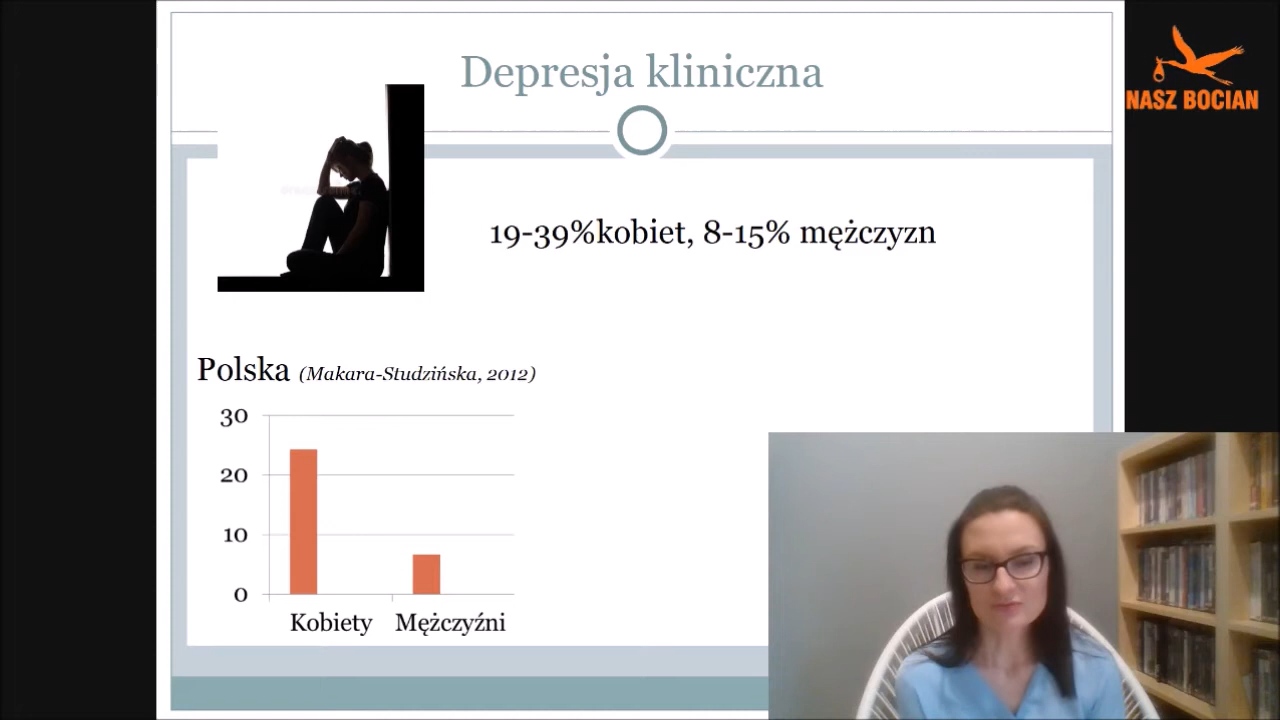 Depresja kliniczna
NASZ BOCIAN
19-39%kobiet, 8-15% mężczyzn
Polska (Makara-Studzińska, 2012)
30
20
10
0
Kobiety
Mężczyźni